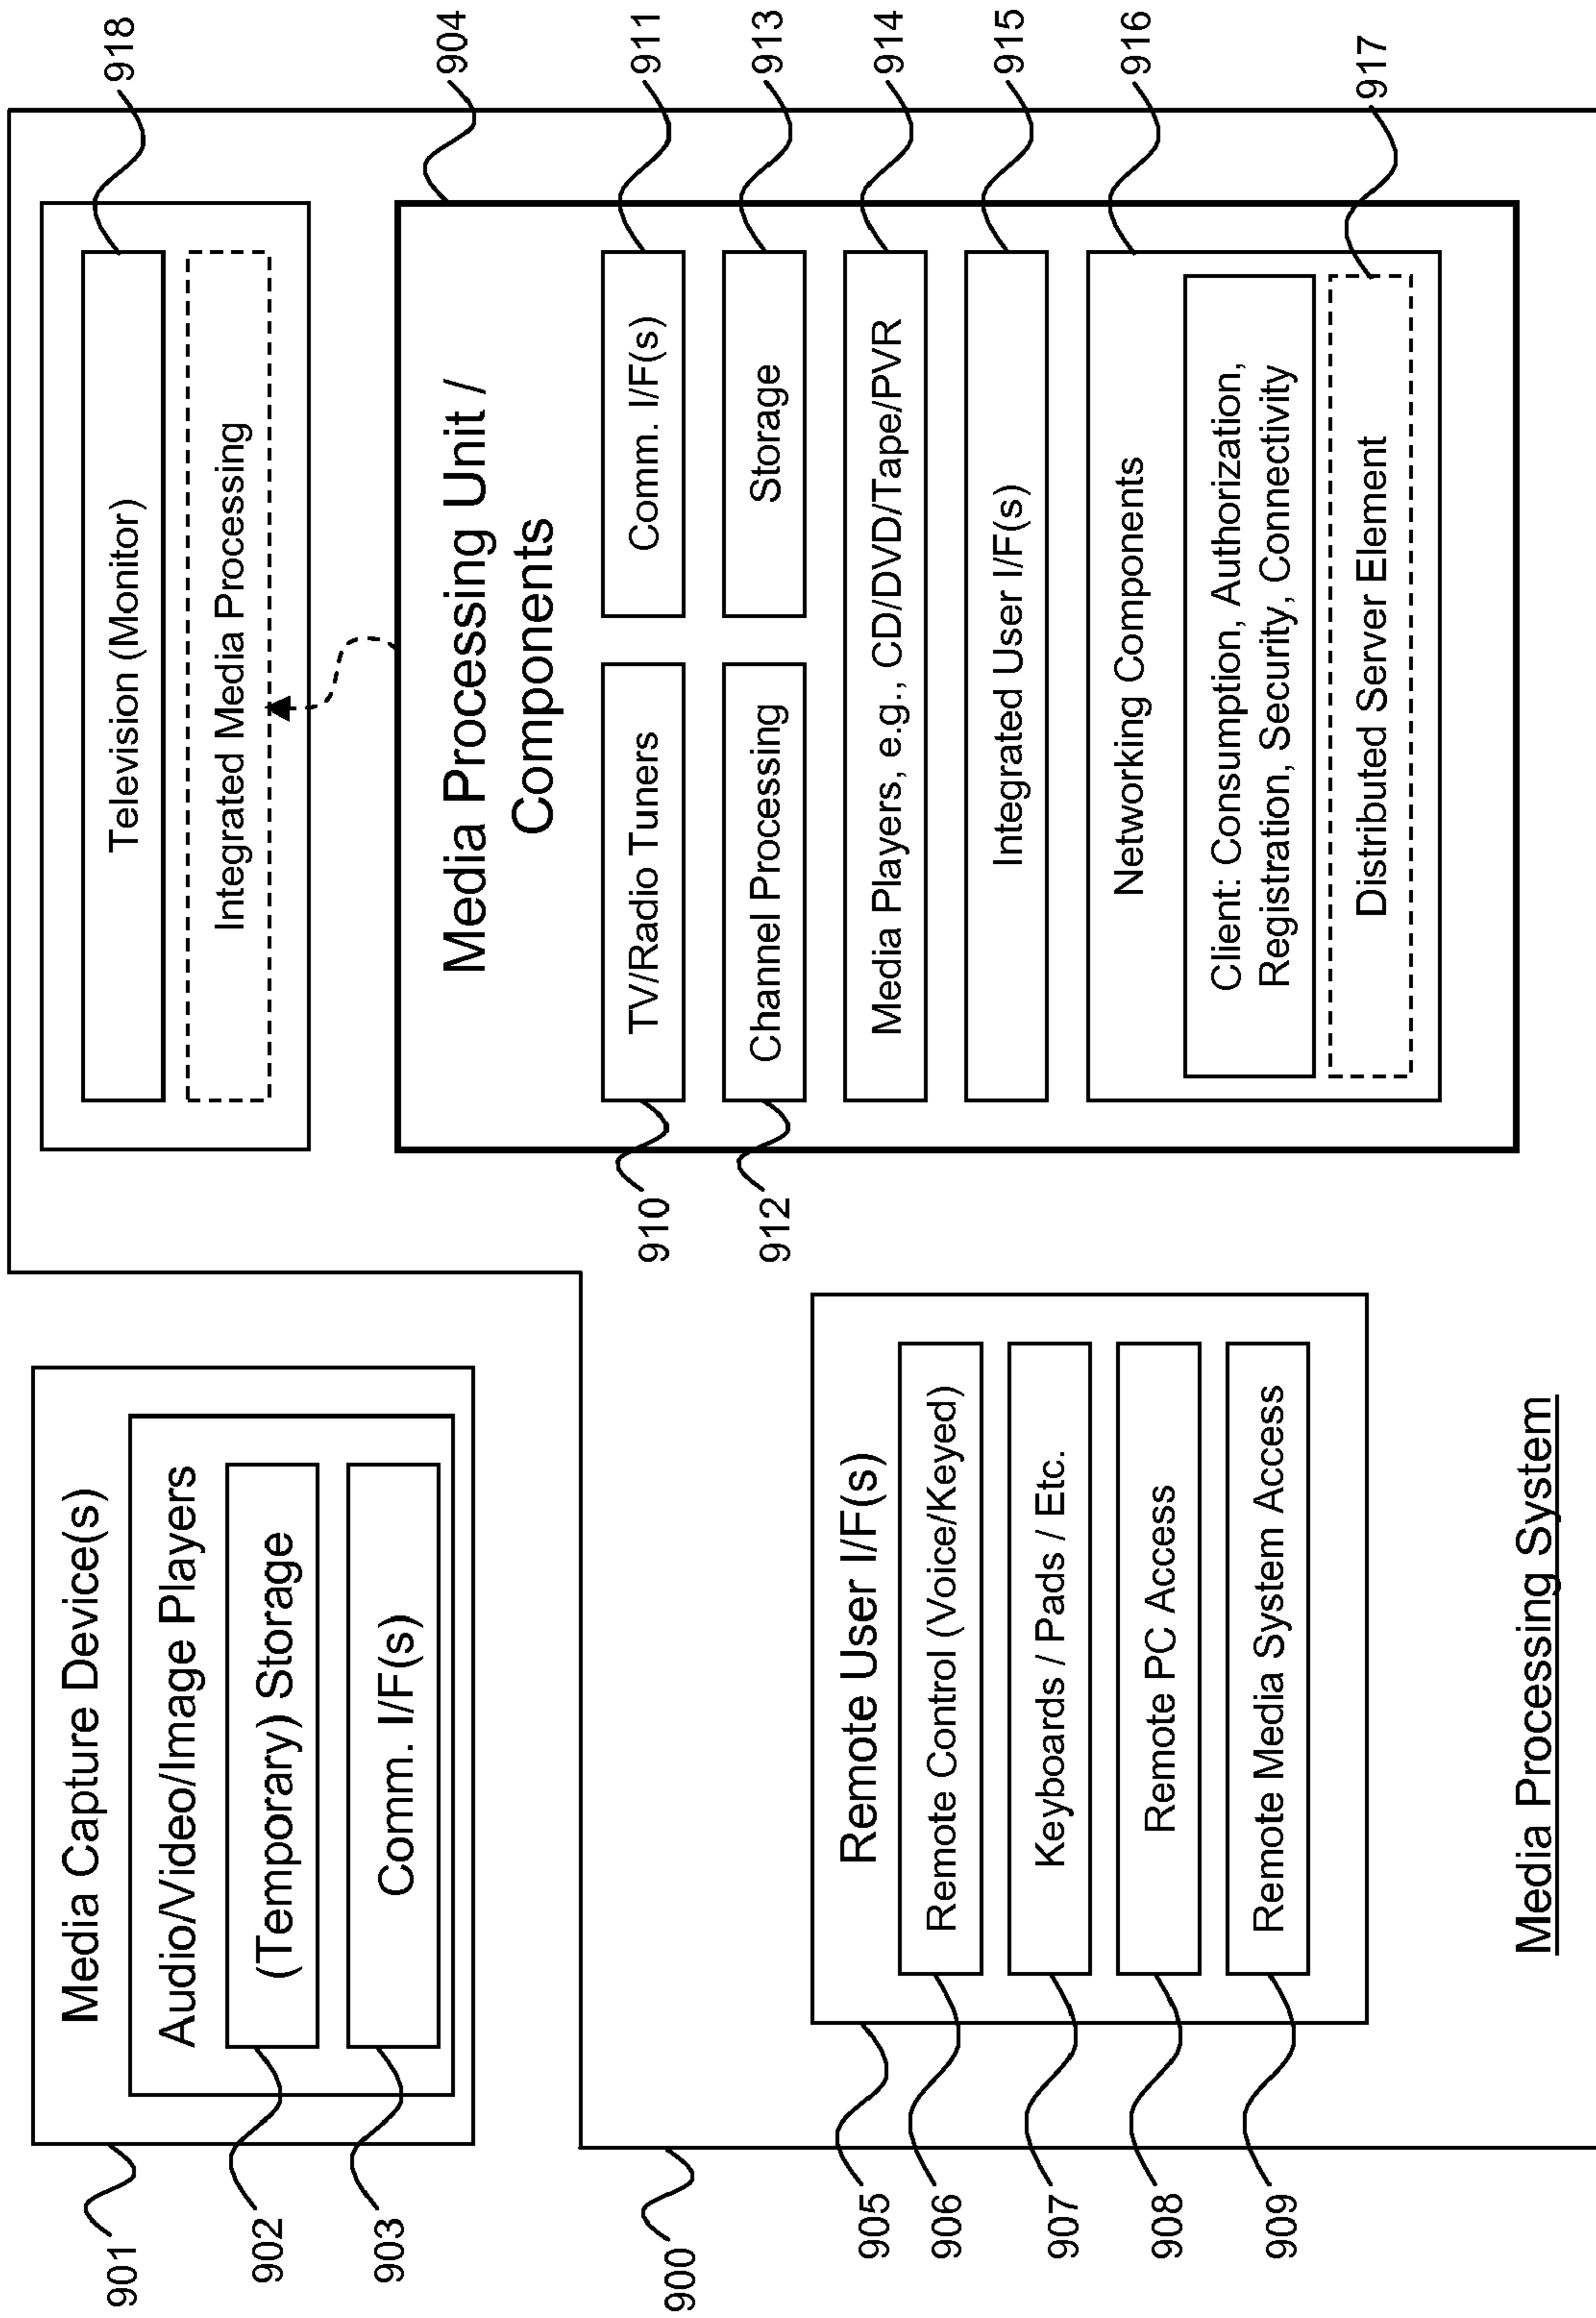 Media Capture Device(s)
Audio/Video/Image Players
(Temporary) Storage
Comm. I/F(s)
901
902
903
Television (Monitor)
Integrated Media Processing
918
Media Processing Unit /
Components
904
TV/Radio Tuners
Comm. I/F(s)
910
911
Channel Processing
Storage
912
913
Media Players, e.g., CD/DVD/Tape/PVR
914
Integrated User I/F(s)
915
Networking Components
916
Client: Consumption, Authorization,
Registration, Security, Connectivity
Distributed Server Element
917
900
Remote User I/F(s)
905
Remote Control (Voice/Keyed)
906
Keyboards / Pads / Etc.
907
Remote PC Access
908
Remote Media System Access
909
Media Processing System